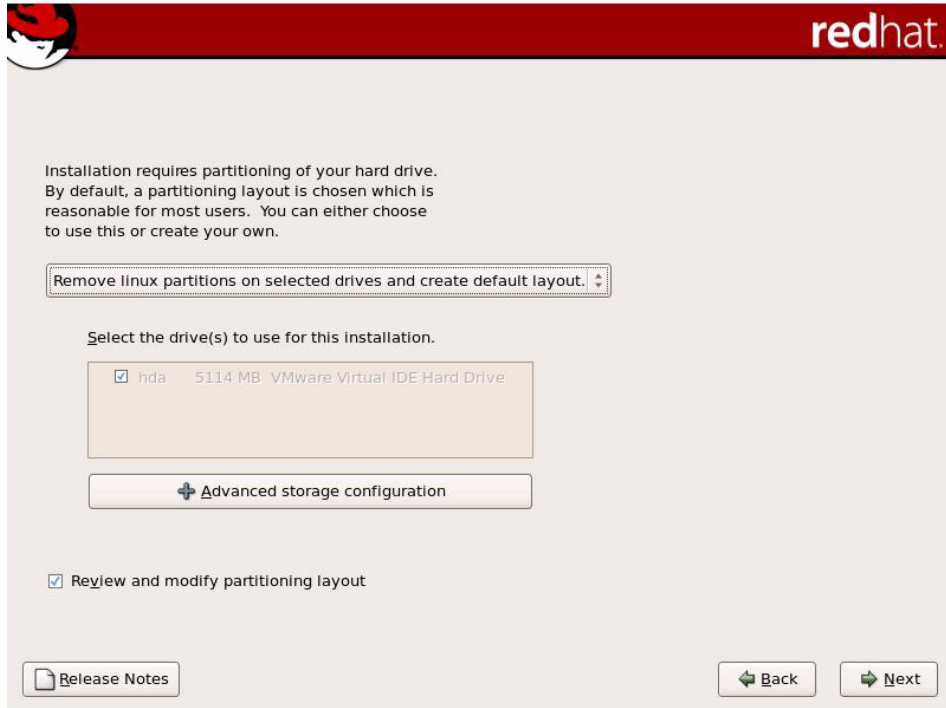 redhat.
Installation requires partitioning of your hard drive.
By default, a partitioning layout is chosen which is
reasonable for most users.  You can either choose
to use this or create your own.
Remove linux partitions on selected drives and create default layout.
Select the drive(s) to use for this installation.
hda 5114 MB VMware Virtual IDE Hard Drive
Advanced storage configuration
Review and modify partitioning layout
Release Notes
Back
Next